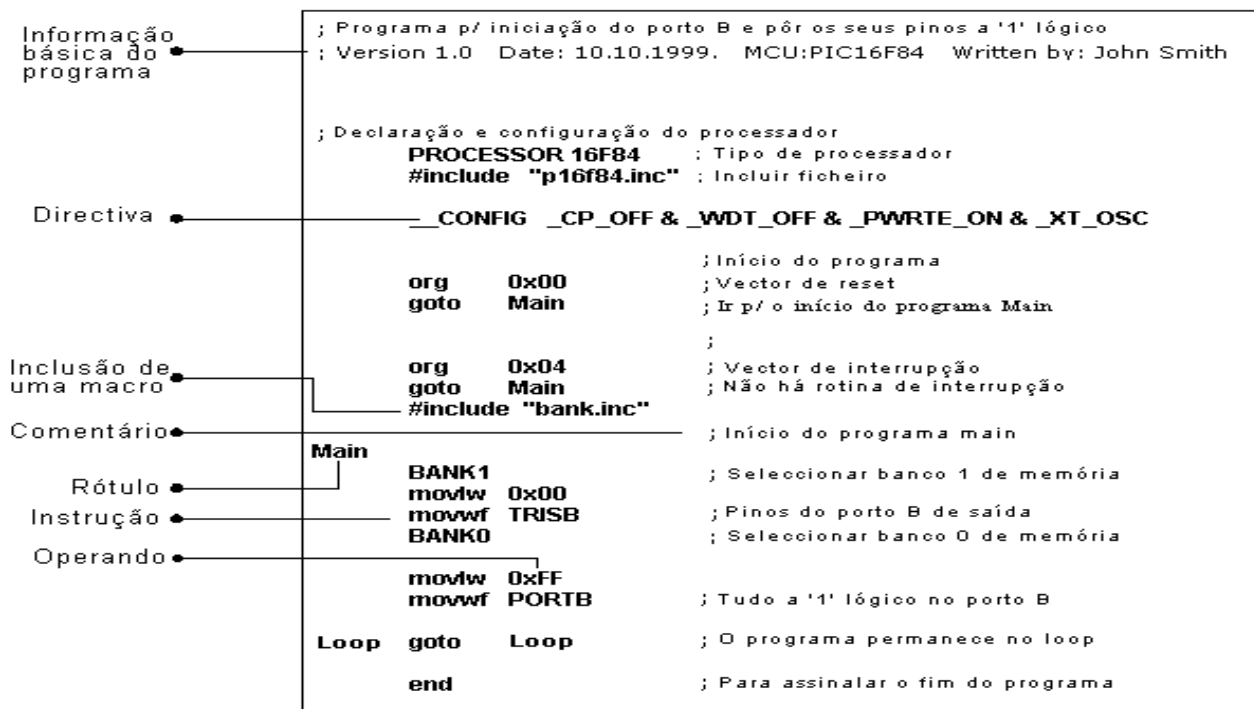 Informação
básica do
programa
; Programa p/ iniciação do porto B e pôr os seus pinos a '1' lógico
; Version 1.0 Date: 10.10.1999. MCU:PIC16F84 Written by: John Smith
; Declaração e configuração do processador
PROCESSOR 16F84 ; Tipo de processador
#include "p16f84.inc" ; Incluir ficheiro
Directiva
__CONFIG _CP_OFF & _WDT_OFF & _PWRTE_ON & _XT_OSC
; Início do programa
org 0x00 ; Vector de reset
goto Main ; Ir p/ o início do programa Main
;
Inclusão de
uma macro
org 0x04 ; Vector de interrupção
goto Main ; Não há rotina de interrupção
#include "bank.inc"
Comentário
; Início do programa main
Main
Rótulo
BANK1 ; Seleccionar banco 1 de memória
movlw 0x00
Instrução
movwf TRISB ; Pinos do porto B de saída
BANK0 ; Seleccionar banco 0 de memória
Operando
movlw 0xFF
movwf PORTB ; Tudo a '1' lógico no porto B
Loop goto Loop ; O programa permanece no loop
end ; Para assinalar o fim do programa